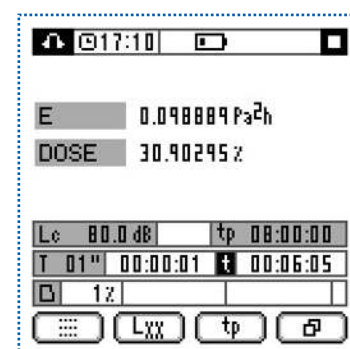 17:10
E 0.098889 Pa²h
DOSE 30.90295 %
Lc 80.0 dB tp 08:00:00
T 01" 00:00:01 t 00:06:05
1%
Lxx tp